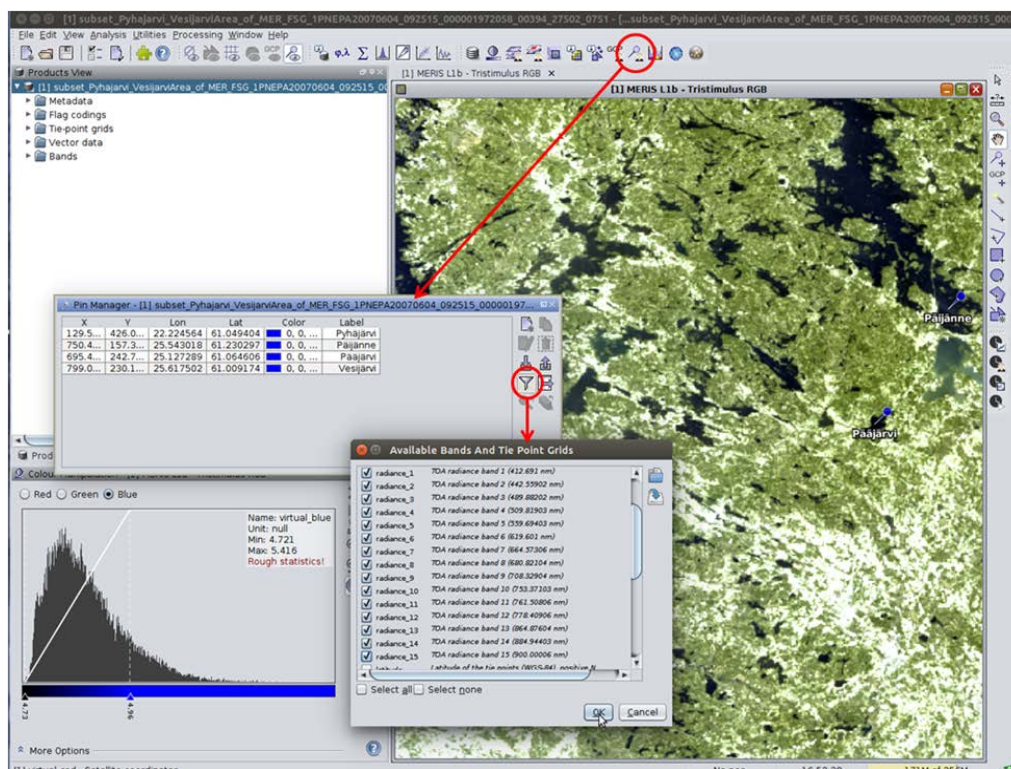 [1] subset_Pyhajarvi_VesijarviArea_of_MER_FSG_1PNEPA20070604_092515_000001972058_00394_27502_0751 - [...subset_Pyhajarvi_VesijarviArea_of_MER_FSG_1PNEPA20070604_092515_000
File Edit View Analysis Utilities Processing Window Help
Products View
[1] MERIS L1b - Tristimulus RGB ×
[1] subset_Pyhajarvi_VesijarviArea_of_MER_FSG_1PNEPA20070604_092515_00
[1] MERIS L1b - Tristimulus RGB
Metadata
Flag codings
Tie-point grids
Vector data
Bands
GCP
Pin Manager - [1] subset_Pyhajarvi_VesijarviArea_of_MER_FSG_1PNEPA20070604_092515_00000197...
X Y Lon Lat Color Label
129.5... 426.0... 22.224564 61.049404 0, 0, ... Pyhäjärvi
750.4... 157.3... 25.543018 61.230297 0, 0, ... Päijänne
695.4... 242.7... 25.127289 61.064606 0, 0, ... Pääjärvi
799.0... 230.1... 25.617502 61.009174 0, 0, ... Vesijärvi
Päijänne
Pääjärvi
Prod
Available Bands And Tie Point Grids
radiance_1 TOA radiance band 1 (412.691 nm)
radiance_2 TOA radiance band 2 (442.55902 nm)
radiance_3 TOA radiance band 3 (489.88202 nm)
radiance_4 TOA radiance band 4 (509.81903 nm)
radiance_5 TOA radiance band 5 (559.69403 nm)
radiance_6 TOA radiance band 6 (619.601 nm)
radiance_7 TOA radiance band 7 (664.57306 nm)
radiance_8 TOA radiance band 8 (680.82104 nm)
radiance_9 TOA radiance band 9 (708.32904 nm)
radiance_10 TOA radiance band 10 (753.37103 nm)
radiance_11 TOA radiance band 11 (761.50806 nm)
radiance_12 TOA radiance band 12 (778.40906 nm)
radiance_13 TOA radiance band 13 (864.87604 nm)
radiance_14 TOA radiance band 14 (884.94403 nm)
radiance_15 TOA radiance band 15 (900.00006 nm)
Select all Select none
OK Cancel
Red Green Blue
Name: virtual_blue
Unit: null
Min: 4.721
Max: 5.416
Rough statistics!
4.73
4.96
More Options